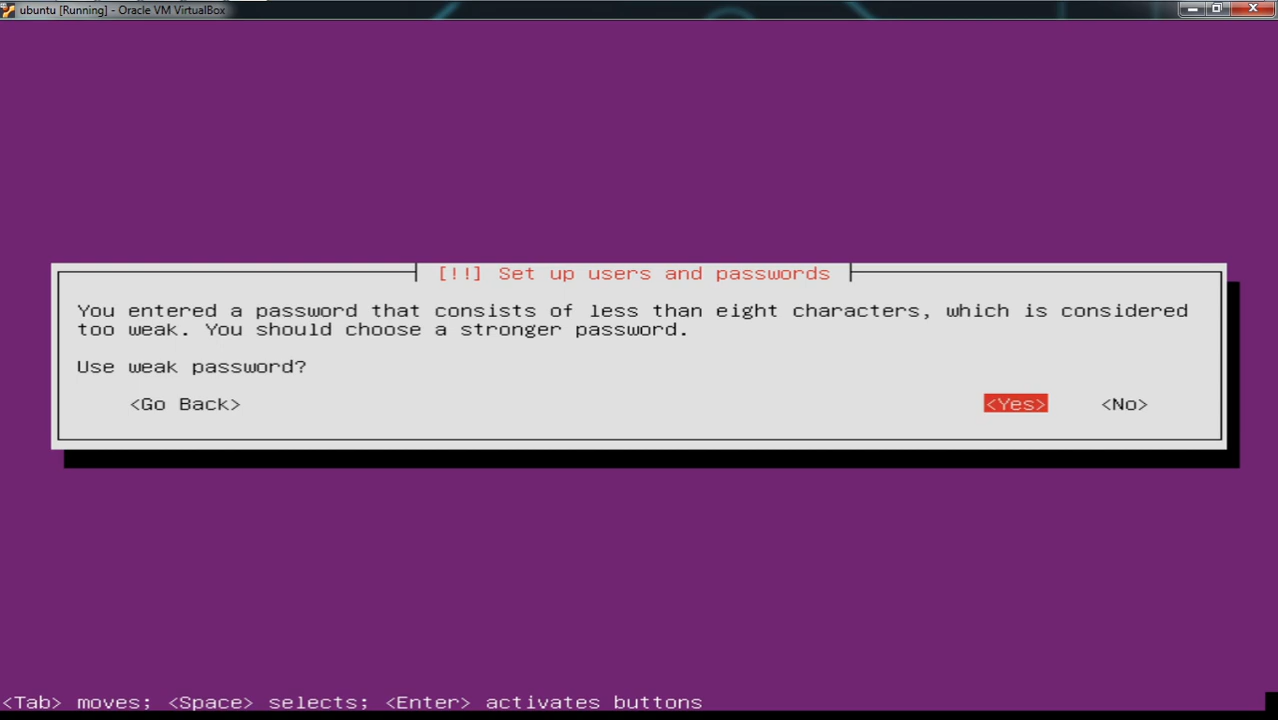 ubuntu [Running] - Oracle VM VirtualBox
[!!] Set up users and passwords
You entered a password that consists of less than eight characters, which is considered
too weak. You should choose a stronger password.
Use weak password?
<Go Back> <Yes> <No>
<Tab> moves; <Space> selects; <Enter> activates buttons